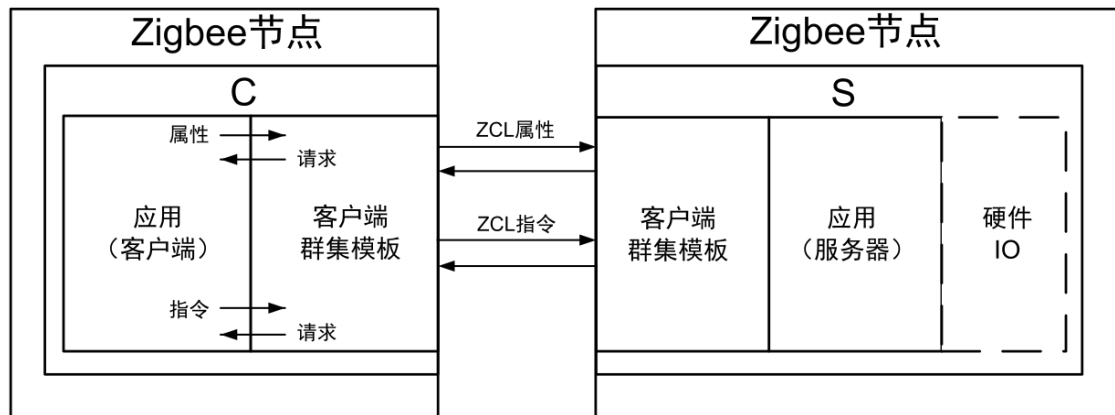 Zigbee节点
C
属性
请求
应用
（客户端）
客户端
群集模板
指令
请求
ZCL属性
ZCL指令
Zigbee节点
S
客户端
群集模板
应用
（服务器）
硬件
IO